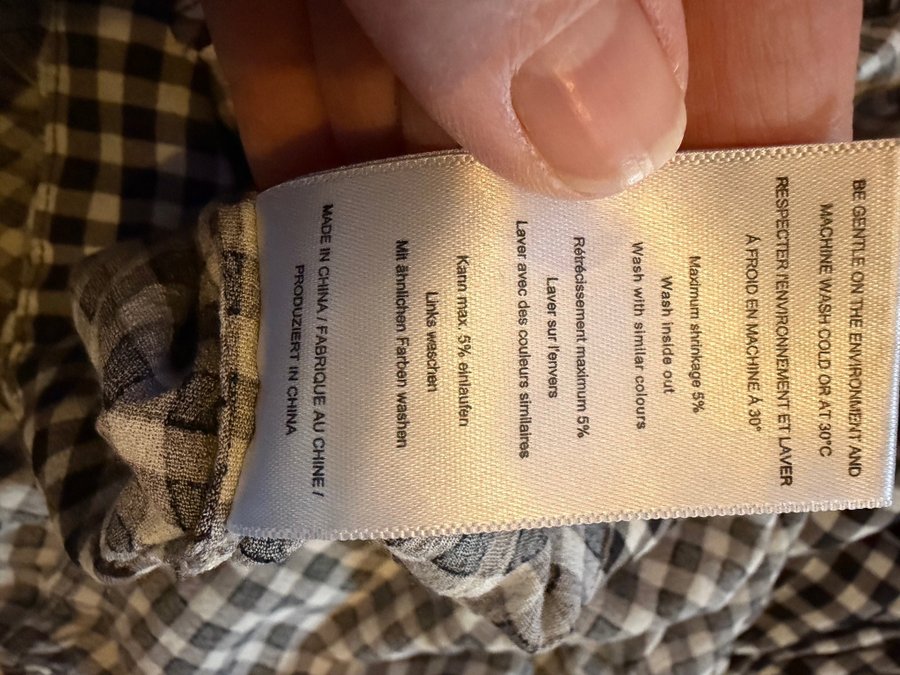 BE GENTLE ON THE ENVIRONMENT AND
MACHINE WASH COLD OR AT 30°C
RESPECTER l'ENVIRONNEMENT ET LAVER
À FROID EN MACHINE À 30°
Maximum shrinkage 5%
Wash inside out
Wash with similar colours
Rétrécissement maximum 5%
Laver sur l'envers
Laver avec des couleurs similaires
Kann max. 5% einlaufen
Links waschen
Mit ähnlichen Farben washen
MADE IN CHINA / FABRIQUE AU CHINE /
PRODUZIERT IN CHINA